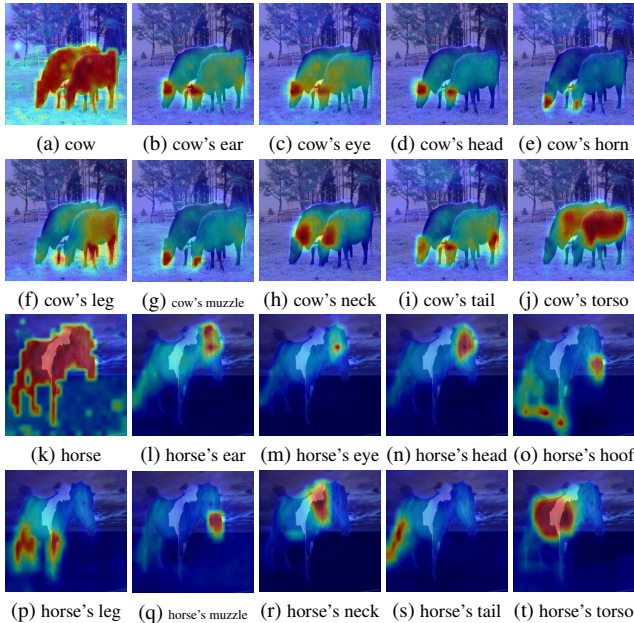 (a) cow (b) cow's ear (c) cow's eye (d) cow's head (e) cow's horn
(f) cow's leg (g) cow's muzzle (h) cow's neck (i) cow's tail (j) cow's torso
(k) horse (l) horse's ear (m) horse's eye (n) horse's head (o) horse's hoof
(p) horse's leg (q) horse's muzzle (r) horse's neck (s) horse's tail (t) horse's torso